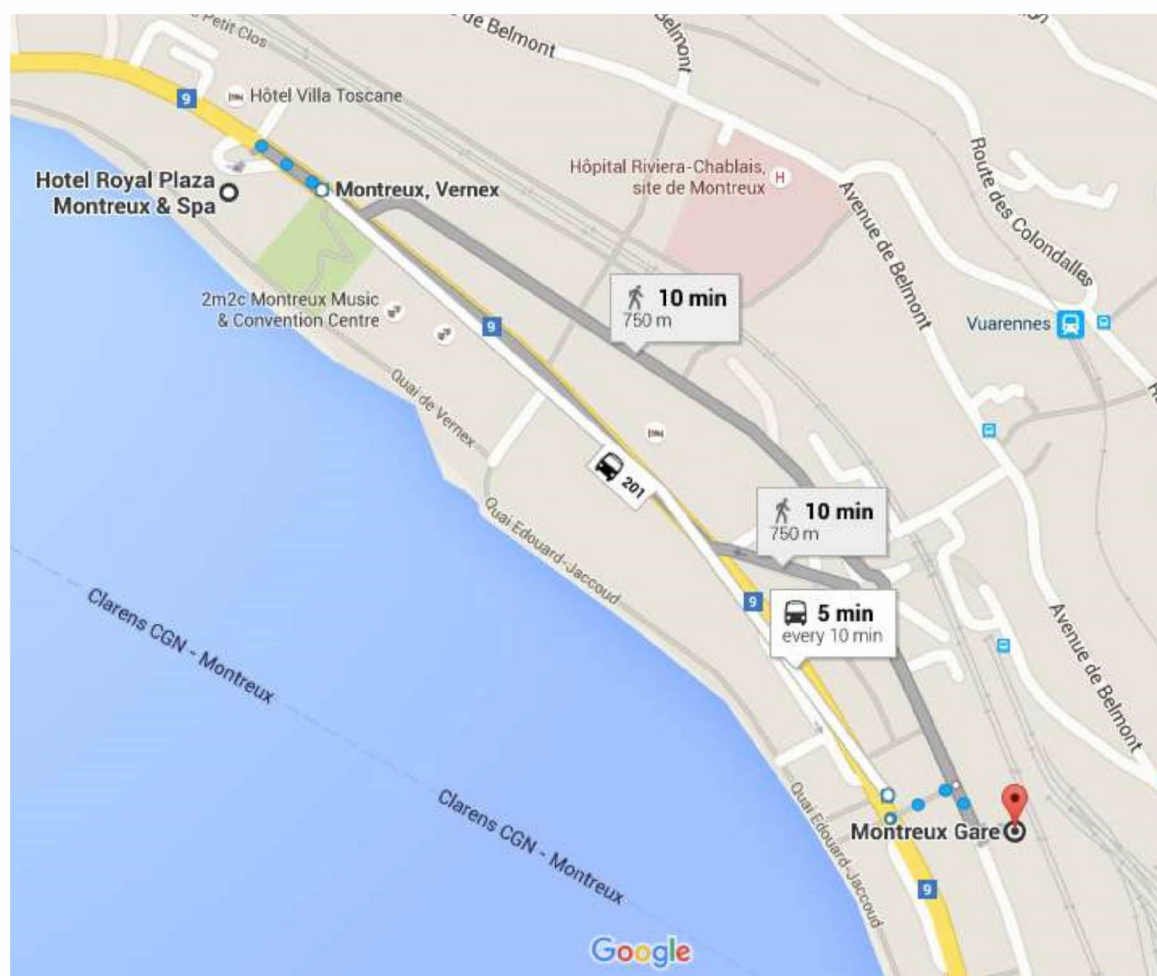 Petit Clos
de Belmont
Belmont
9
Hôtel Villa Toscane
Hotel Royal Plaza
Montreux & Spa
Montreux, Vernex
Hôpital Riviera-Chablais,
site de Montreux
H
Route des Colondalles
Avenue de Belmont
10 min
750 m
2m2c Montreux Music
& Convention Centre
9
Vuarennes
Quai de Vernex
201
10 min
750 m
Quai Edouard-Jaccoud
9
5 min
every 10 min
Clarens CGN - Montreux
Avenue de Belmont
Clarens CGN - Montreux
Quai Edouard-Jaccoud
Montreux Gare
9
Google